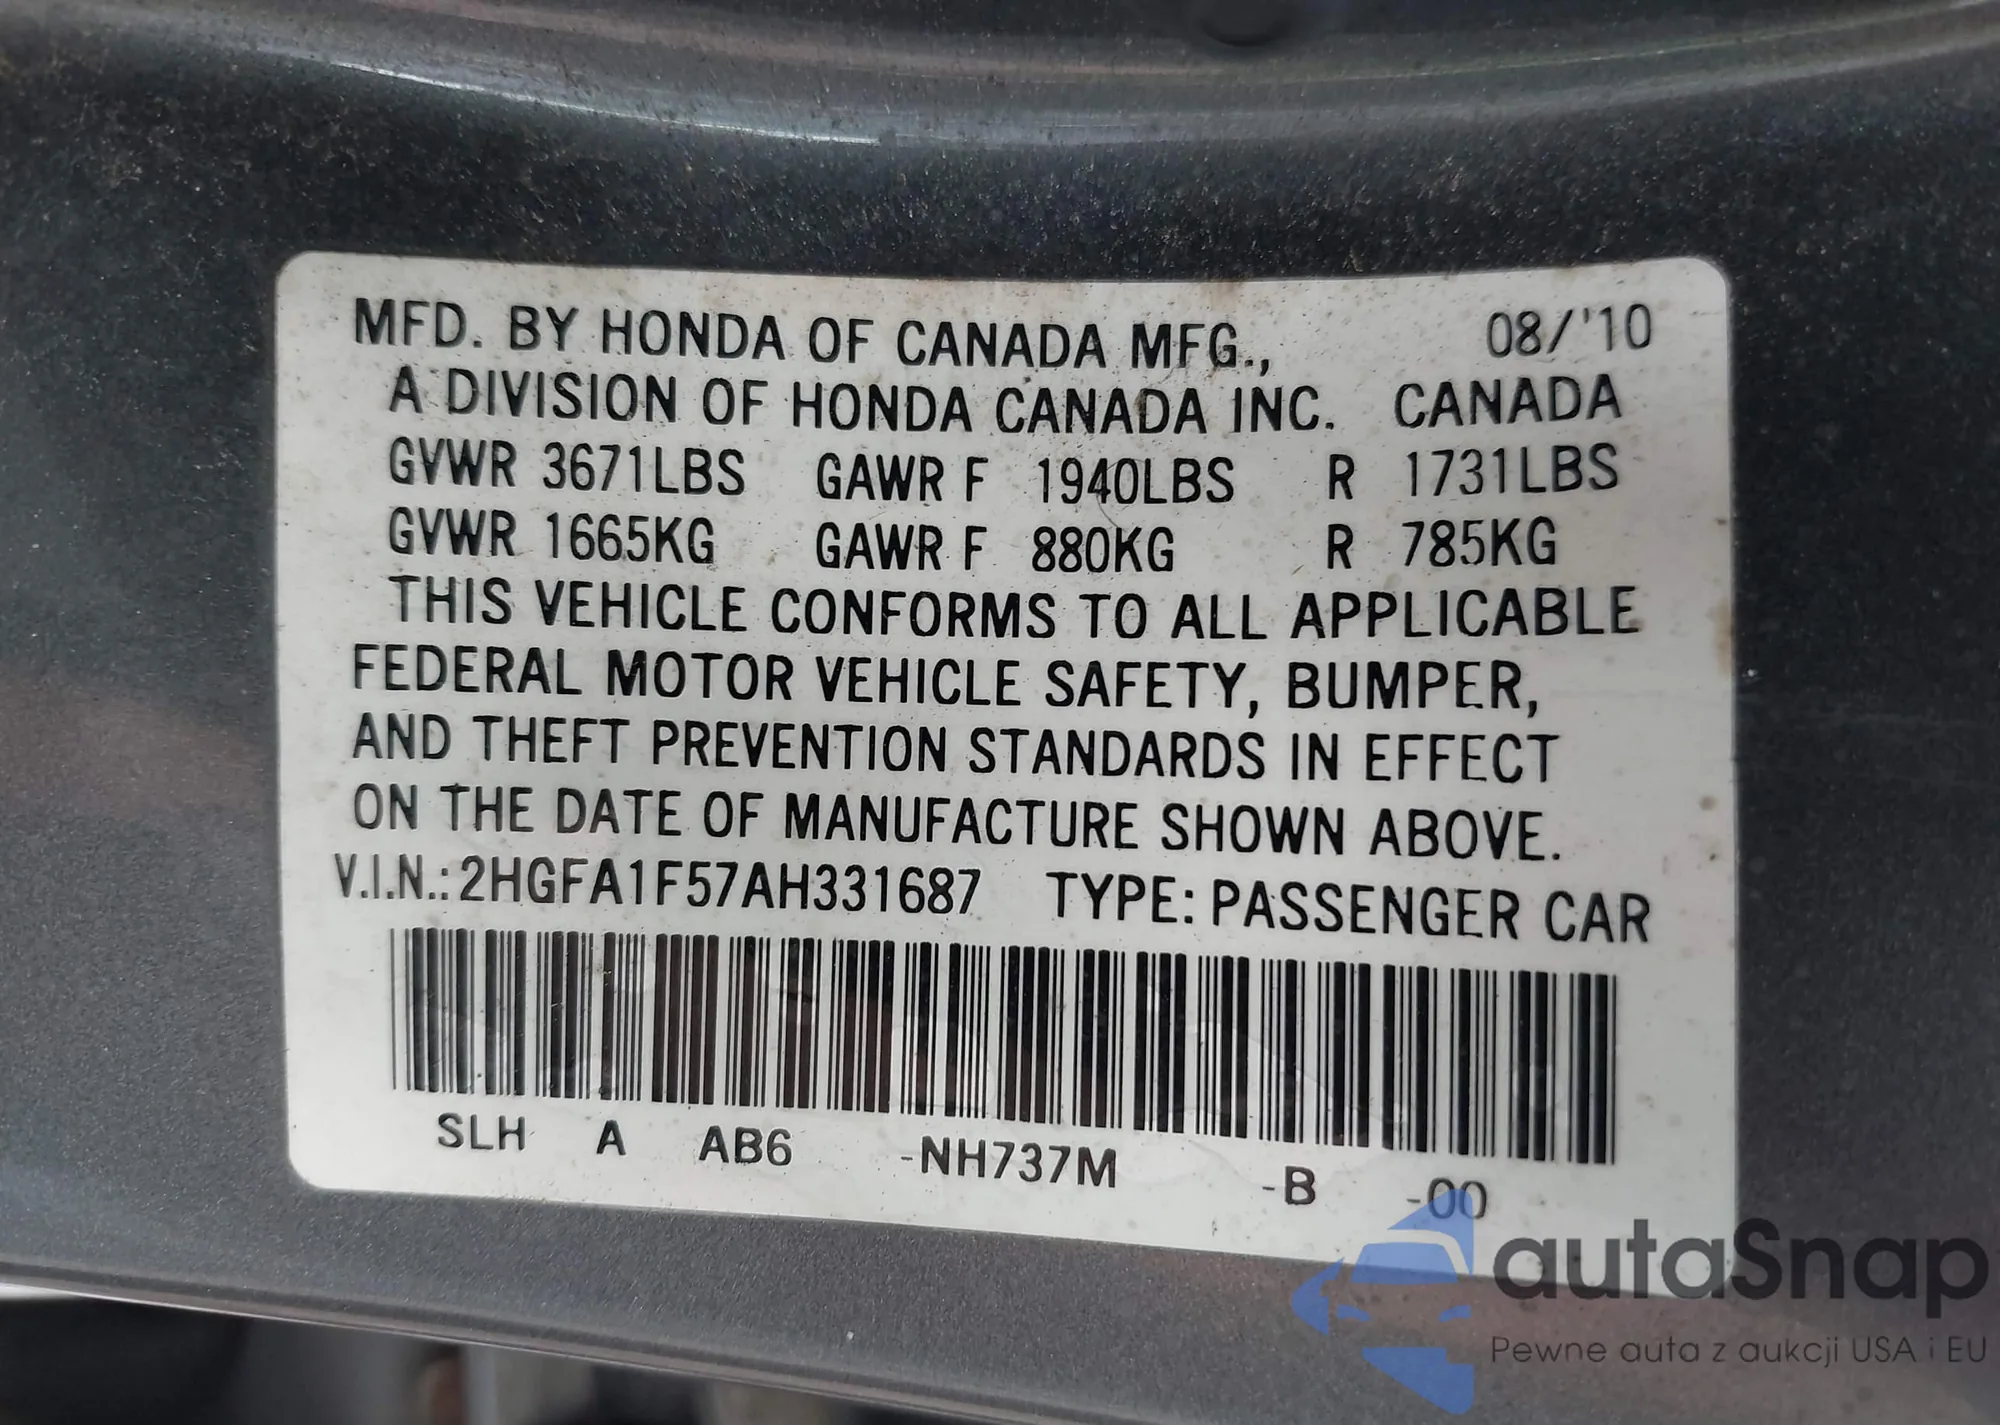 MFD. BY HONDA OF CANADA MFG., 08/'10
A DIVISION OF HONDA CANADA INC. CANADA
GVWR 3671LBS GAWR F 1940LBS R 1731LBS
GVWR 1665KG GAWR F 880KG R 785KG
THIS VEHICLE CONFORMS TO ALL APPLICABLE
FEDERAL MOTOR VEHICLE SAFETY, BUMPER,
AND THEFT PREVENTION STANDARDS IN EFFECT
ON THE DATE OF MANUFACTURE SHOWN ABOVE.
V.I.N.: 2HGFA1F57AH331687 TYPE: PASSENGER CAR
SLH A AB6 -NH737M -B -00
autaSnap
Pewne auta z aukcji USA i EU